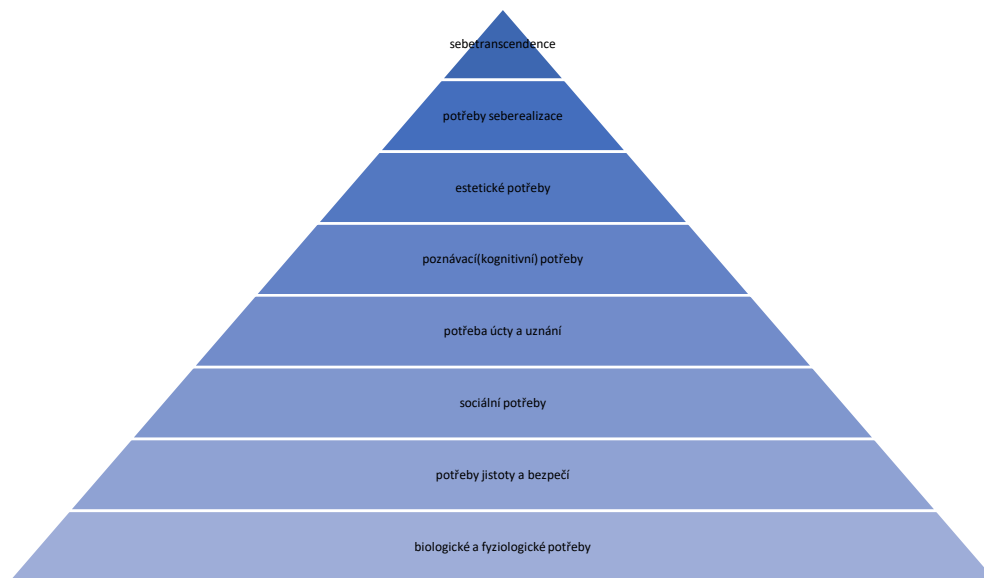 sebetranscendence
potřeby seberealizace
estetické potřeby
poznávací(kognitivní) potřeby
potřeba úcty a uznání
sociální potřeby
potřeby jistoty a bezpečí
biologické a fyziologické potřeby